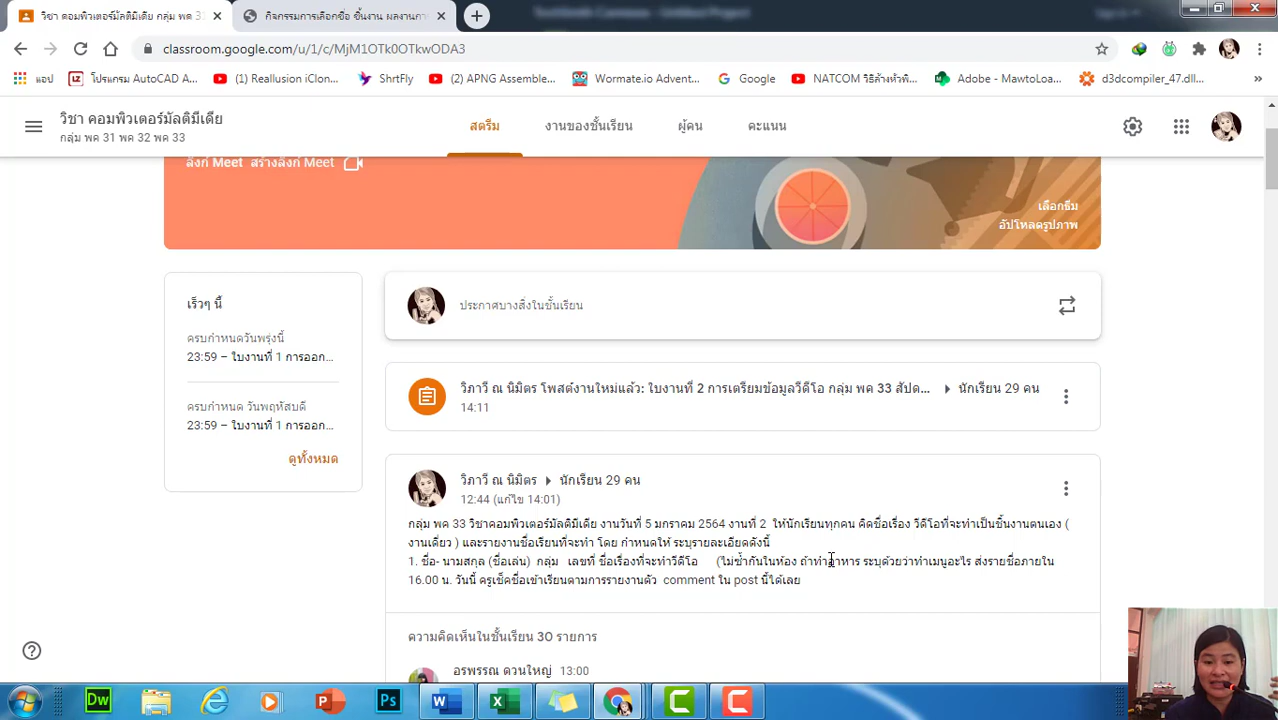 วิชา คอมพิวเตอร์มัลติมีเดีย กลุ่ม พค 3
กิจกรรมการเลือกชื่อ ชิ้นงาน ผลงานกา
TechSmith Camtasia - Untitled Project
classroom.google.com/u/1/c/MjM1OTk0OTkwODA3
แอป
โปรแกรม AutoCAD A...
(1) Reallusion iClon...
ShrtFly
(2) APNG Assemble...
Wormate.io Advent...
Google
NATCOM วิธีล้างหัวพิ...
Adobe - MawtoLoa...
d3dcompiler_47.dll...
วิชา คอมพิวเตอร์มัลติมีเดีย
กลุ่ม พค 31 พค 32 พค 33
สตรีม
งานของชั้นเรียน
ผู้คน
คะแนน
ลิงก์ Meet สร้างลิงก์ Meet
เลือกธีม
อัปโหลดรูปภาพ
เร็วๆ นี้
ครบกำหนดวันพรุ่งนี้
23:59 – ใบงานที่ 1 การออก...
ครบกำหนด วันพฤหัสบดี
23:59 – ใบงานที่ 1 การออก...
ดูทั้งหมด
ประกาศบางสิ่งในชั้นเรียน
วิภาวี ณ นิมิตร โพสต์งานใหม่แล้ว: ใบงานที่ 2 การเตรียมข้อมูลวีดีโอ กลุ่ม พค 33 สัปด... นักเรียน 29 คน
14:11
วิภาวี ณ นิมิตร นักเรียน 29 คน
12:44 (แก้ไข 14:01)
กลุ่ม พค 33 วิชาคอมพิวเตอร์มัลติมีเดีย งานวันที่ 5 มกราคม 2564 งานที่ 2 ให้นักเรียนทุกคน คิดชื่อเรื่อง วีดีโอที่จะทำเป็นชิ้นงานตนเอง (
งานเดี่ยว ) และรายงานชื่อเรียนที่จะทำ โดย กำหนดให้ ระบุรายละเอียดดังนี้
1. ชื่อ- นามสกุล (ชื่อเล่น) กลุ่ม เลขที่ ชื่อเรื่องที่จะทำวีดีโอ (ไม่ซ้ำกันในห้อง ถ้าทำอาหาร ระบุด้วยว่าทำเมนูอะไร ส่งรายชื่อภายใน
16.00 น. วันนี้ ครูเช็คชื่อเข้าเรียนตามการรายงานตัว comment ใน post นี้ได้เลย
ความคิดเห็นในชั้นเรียน 30 รายการ
อรพรรณ ดวนใหญ่ 13:00